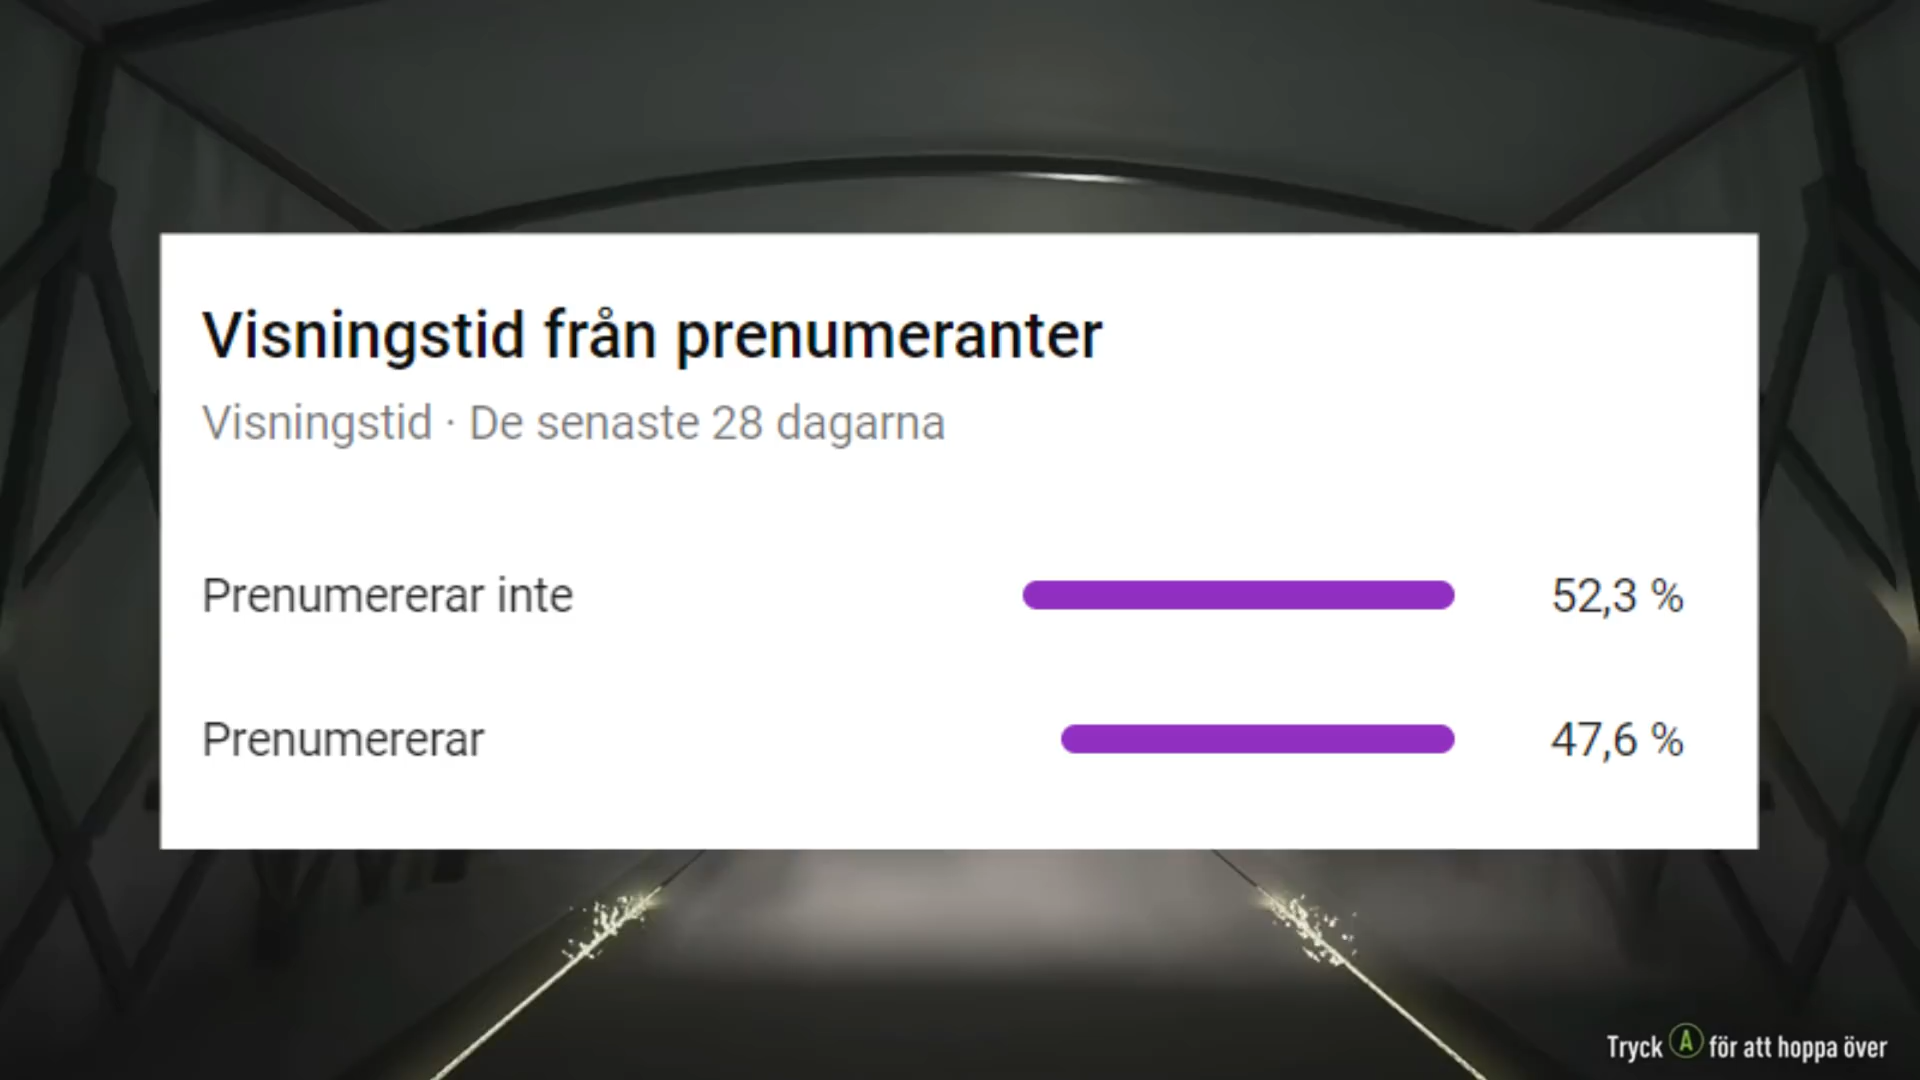 Visningstid från prenumeranter
Visningstid · De senaste 28 dagarna
Prenumererar inte 52,3 %
Prenumererar 47,6 %
Tryck A för att hoppa över